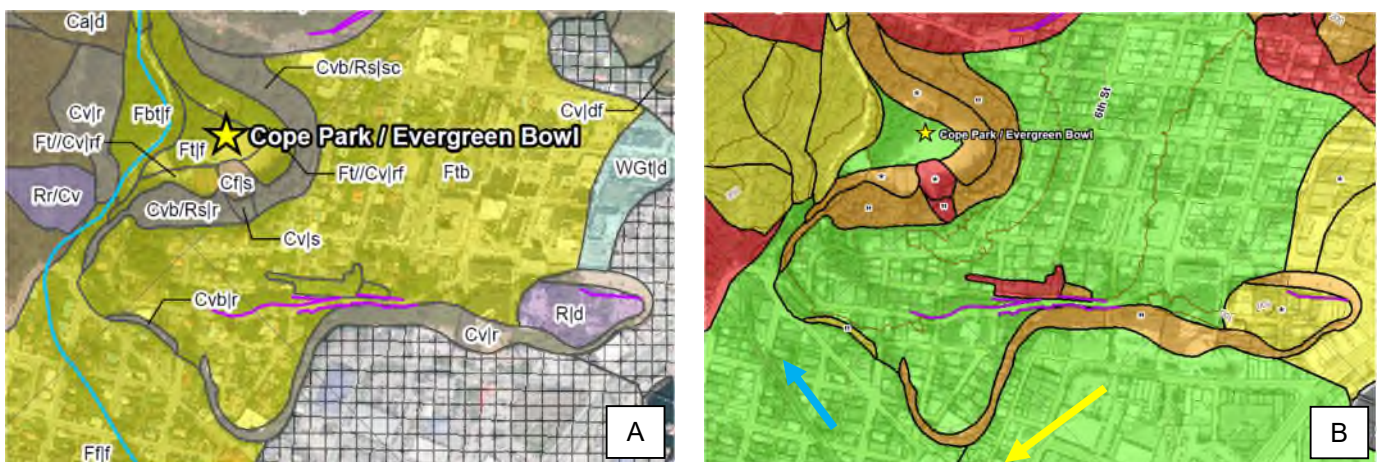 Ca|d
Cvb/Rs|sc
Cv|r
Fbt|f
Cv|df
Cope Park / Evergreen Bowl
Ft//Cv|rf
Ft|f
Cf|s
Ft//Cv|rf
Ftb
WGt|d
Rr/Cv
Cvb/Rs|r
Cv|s
Cvb|r
R|d
Cv|r
Ff|f
A
6th St
Cope Park / Evergreen Bowl
B